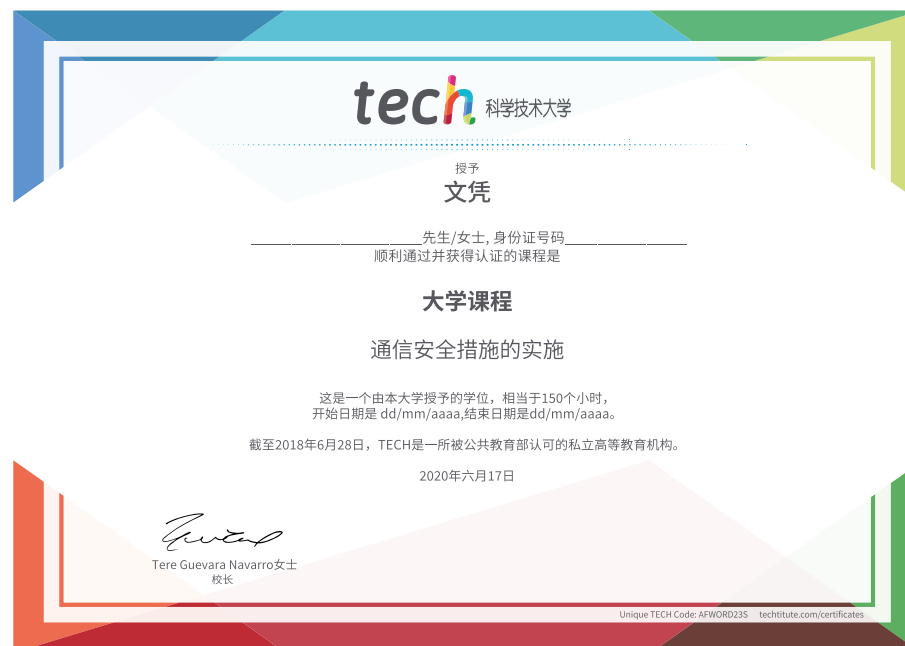 tech 科学技术大学
授予
文凭
先生/女士, 身份证号码
顺利通过并获得认证的课程是
大学课程
通信安全措施的实施
这是一个由本大学授予的学位，相当于150个小时，
开始日期是 dd/mm/aaaa,结束日期是dd/mm/aaaa。
截至2018年6月28日，TECH是一所被公共教育部认可的私立高等教育机构。
2020年六月17日
Tere Guevara Navarro女士
校长
Unique TECH Code: AFWORD23S techtitute.com/certificates